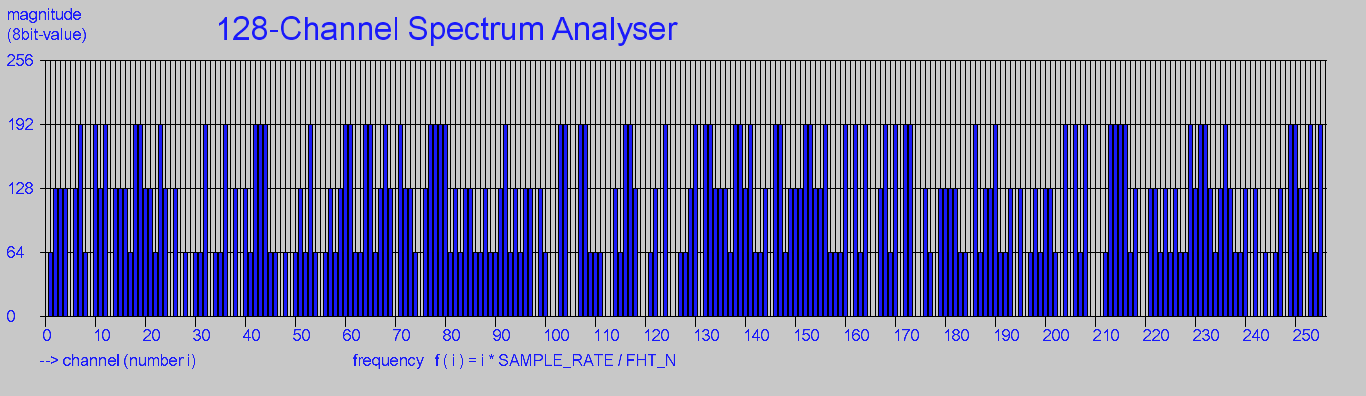 magnitude
(8bit-value)
128-Channel Spectrum Analyser
256
192
128
64
0
0 10 20 30 40 50 60 70 80 90 100 110 120 130 140 150 160 170 180 190 200 210 220 230 240 250
--> channel (number i) frequency f ( i ) = i * SAMPLE_RATE / FHT_N